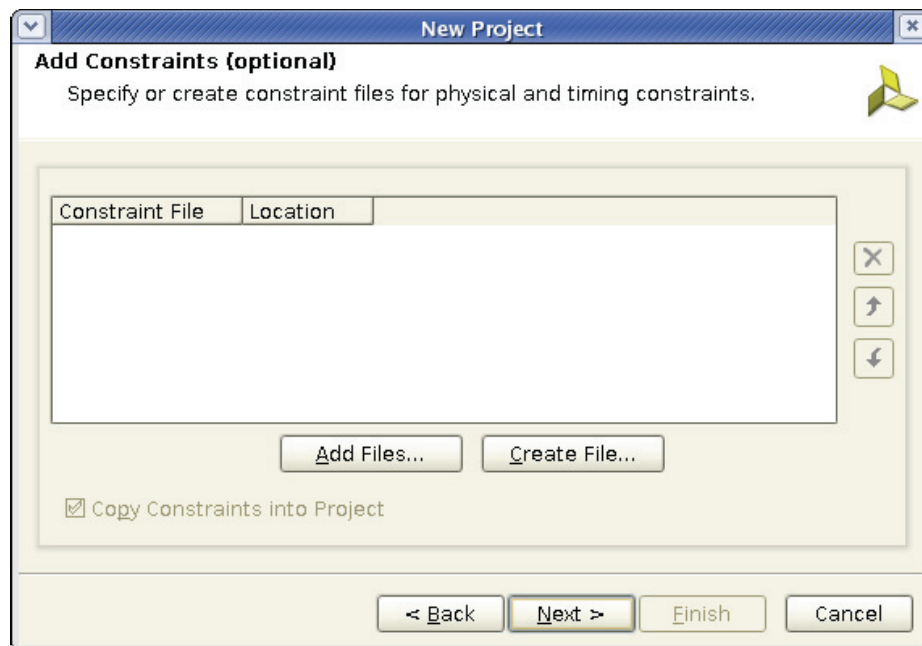 New Project
Add Constraints (optional)
Specify or create constraint files for physical and timing constraints.
Constraint File Location
Add Files... Create File...
Copy Constraints into Project
< Back Next > Finish Cancel